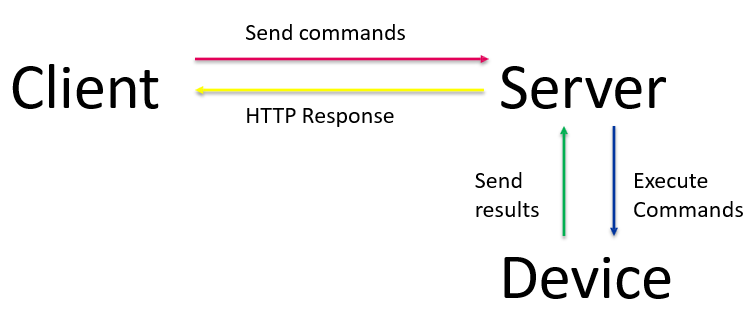 Send commands
Client
Server
HTTP Response
Send
results
Execute
Commands
Device